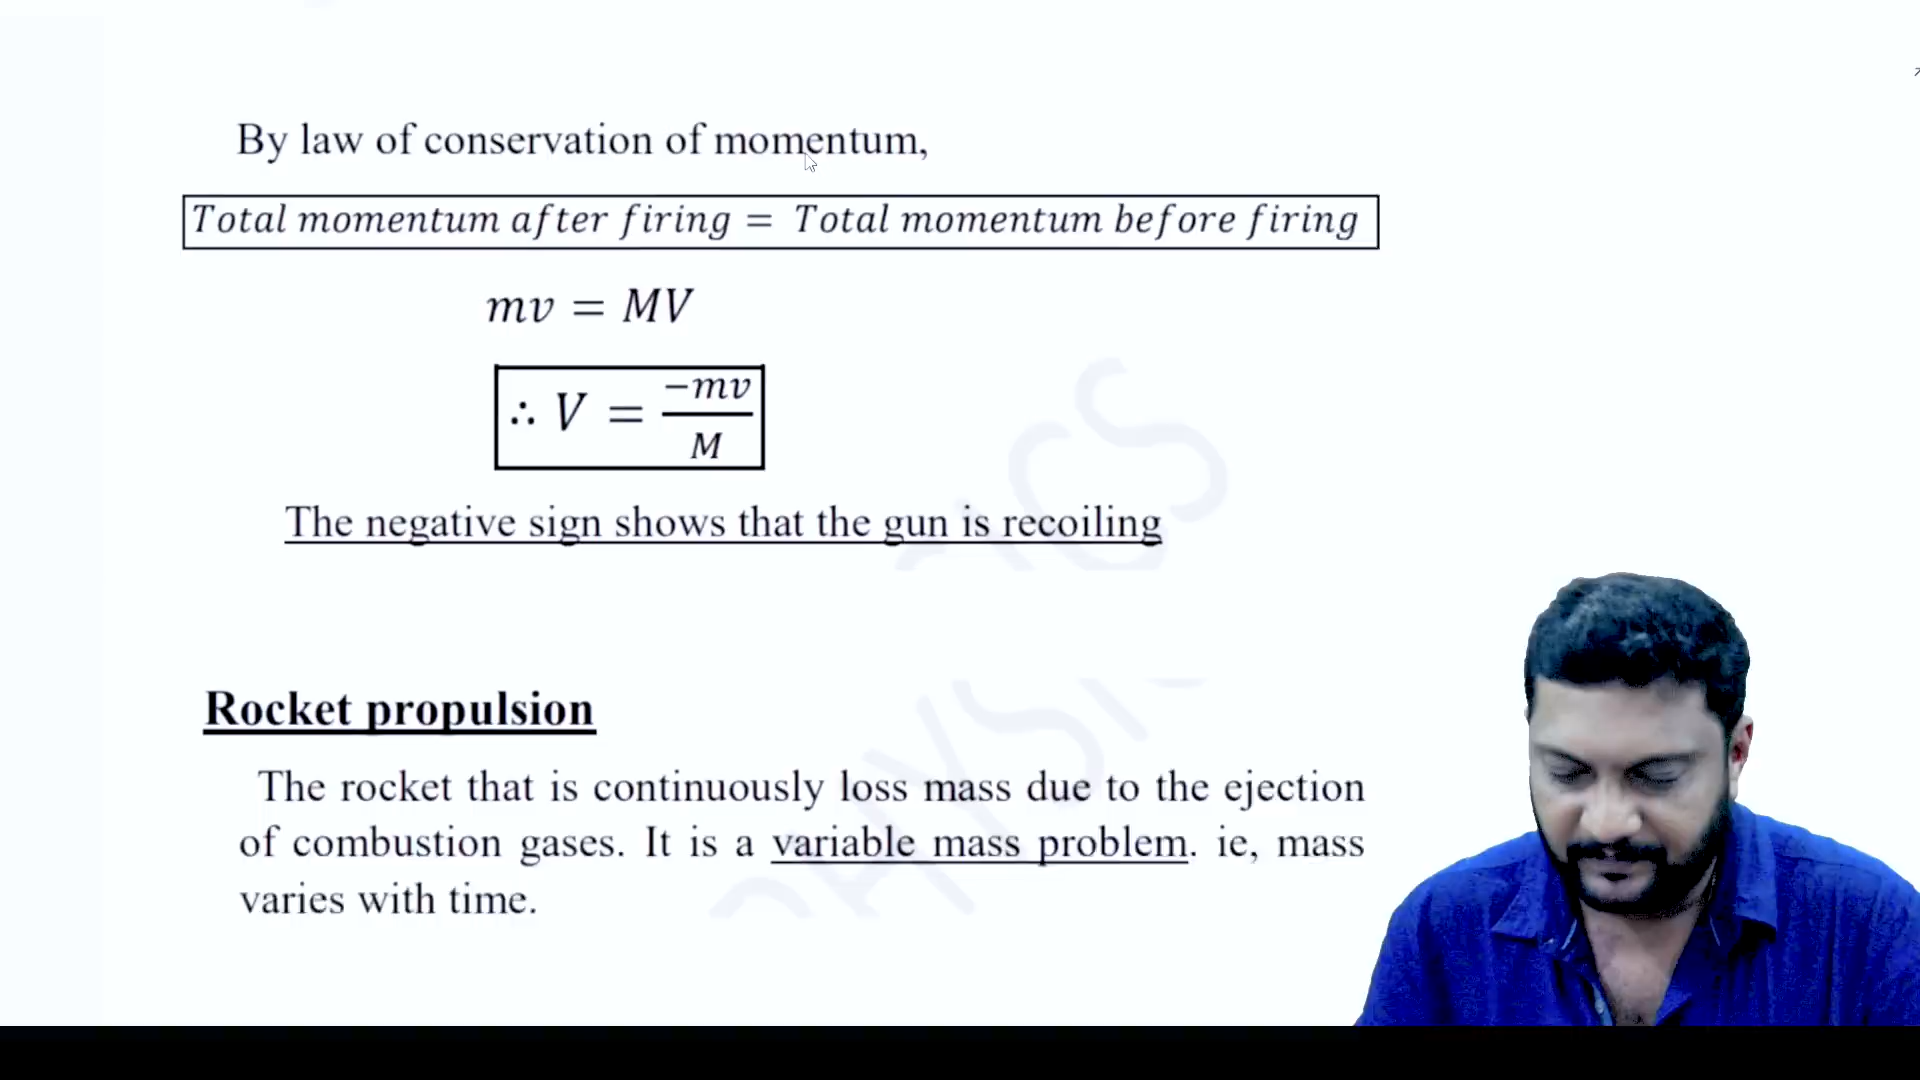 By law of conservation of momentum,
Total momentum after firing = Total momentum before firing
mv = MV
∴ V = -mv/M
The negative sign shows that the gun is recoiling
Rocket propulsion
The rocket that is continuously loss mass due to the ejection
of combustion gases. It is a variable mass problem. ie, mass
varies with time.